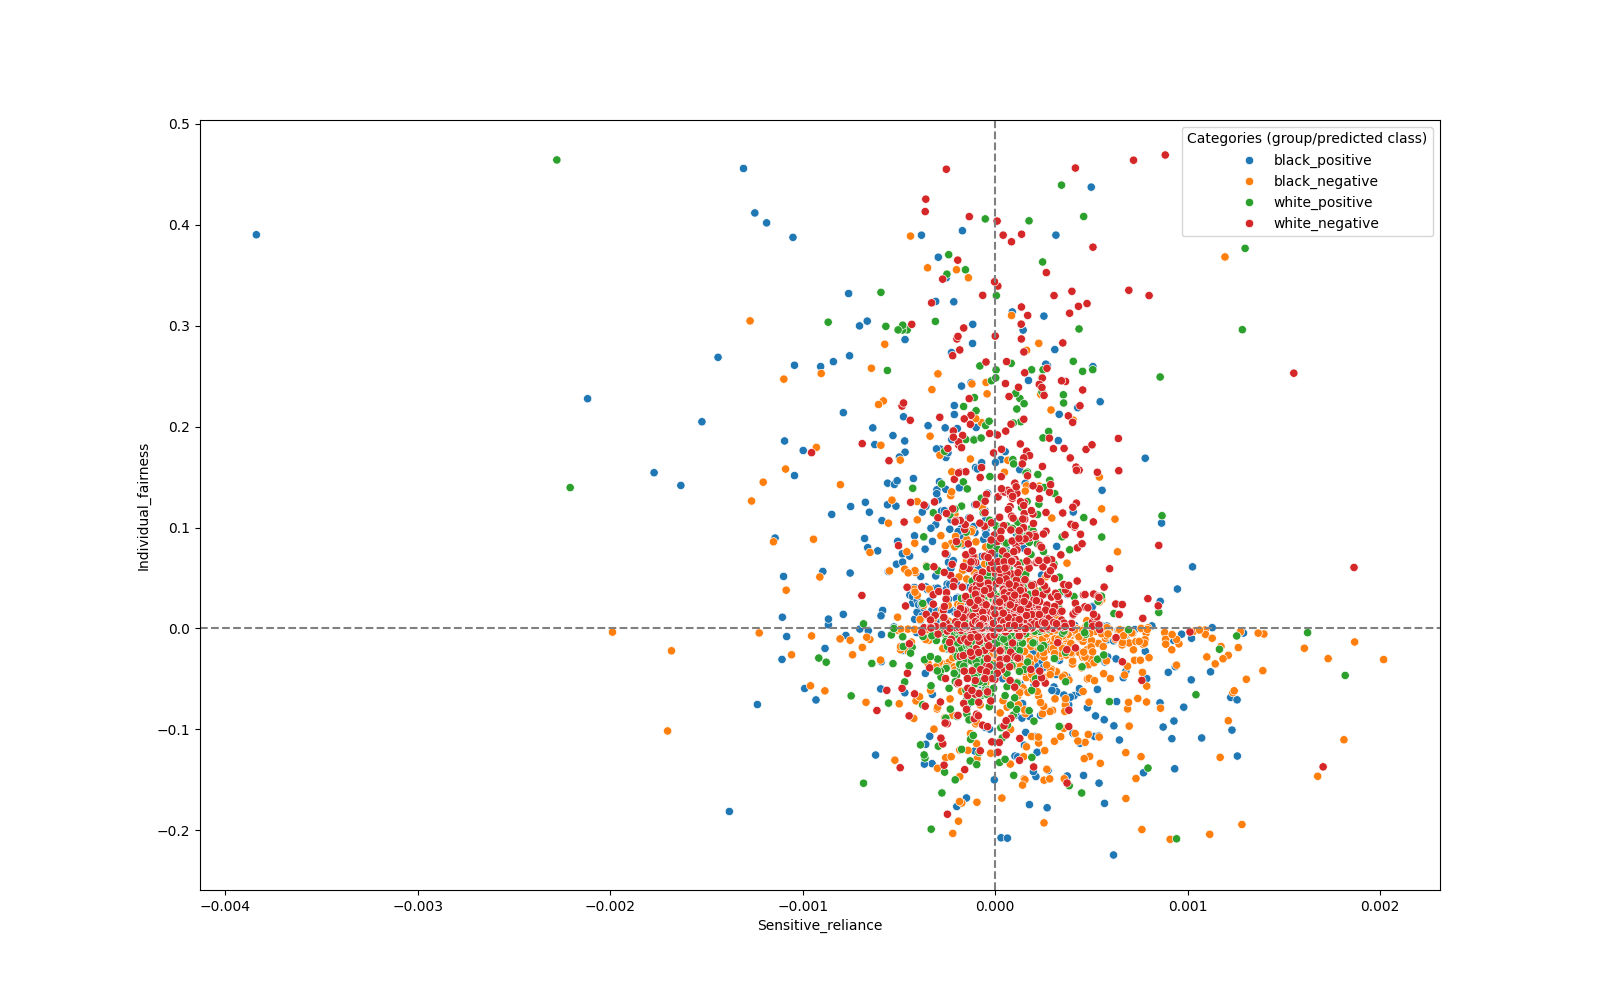 Categories (group/predicted class)
black_positive
black_negative
white_positive
white_negative
0.5
0.4
0.3
0.2
0.1
0.0
−0.1
−0.2
Individual_fairness
−0.004
−0.003
−0.002
−0.001
0.000
0.001
0.002
Sensitive_reliance